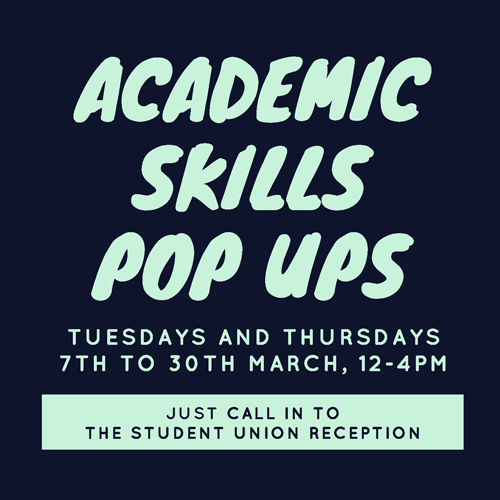 ACADEMIC
SKILLS
POP UPS
TUESDAYS AND THURSDAYS
7TH TO 30TH MARCH, 12-4PM
JUST CALL IN TO
THE STUDENT UNION RECEPTION